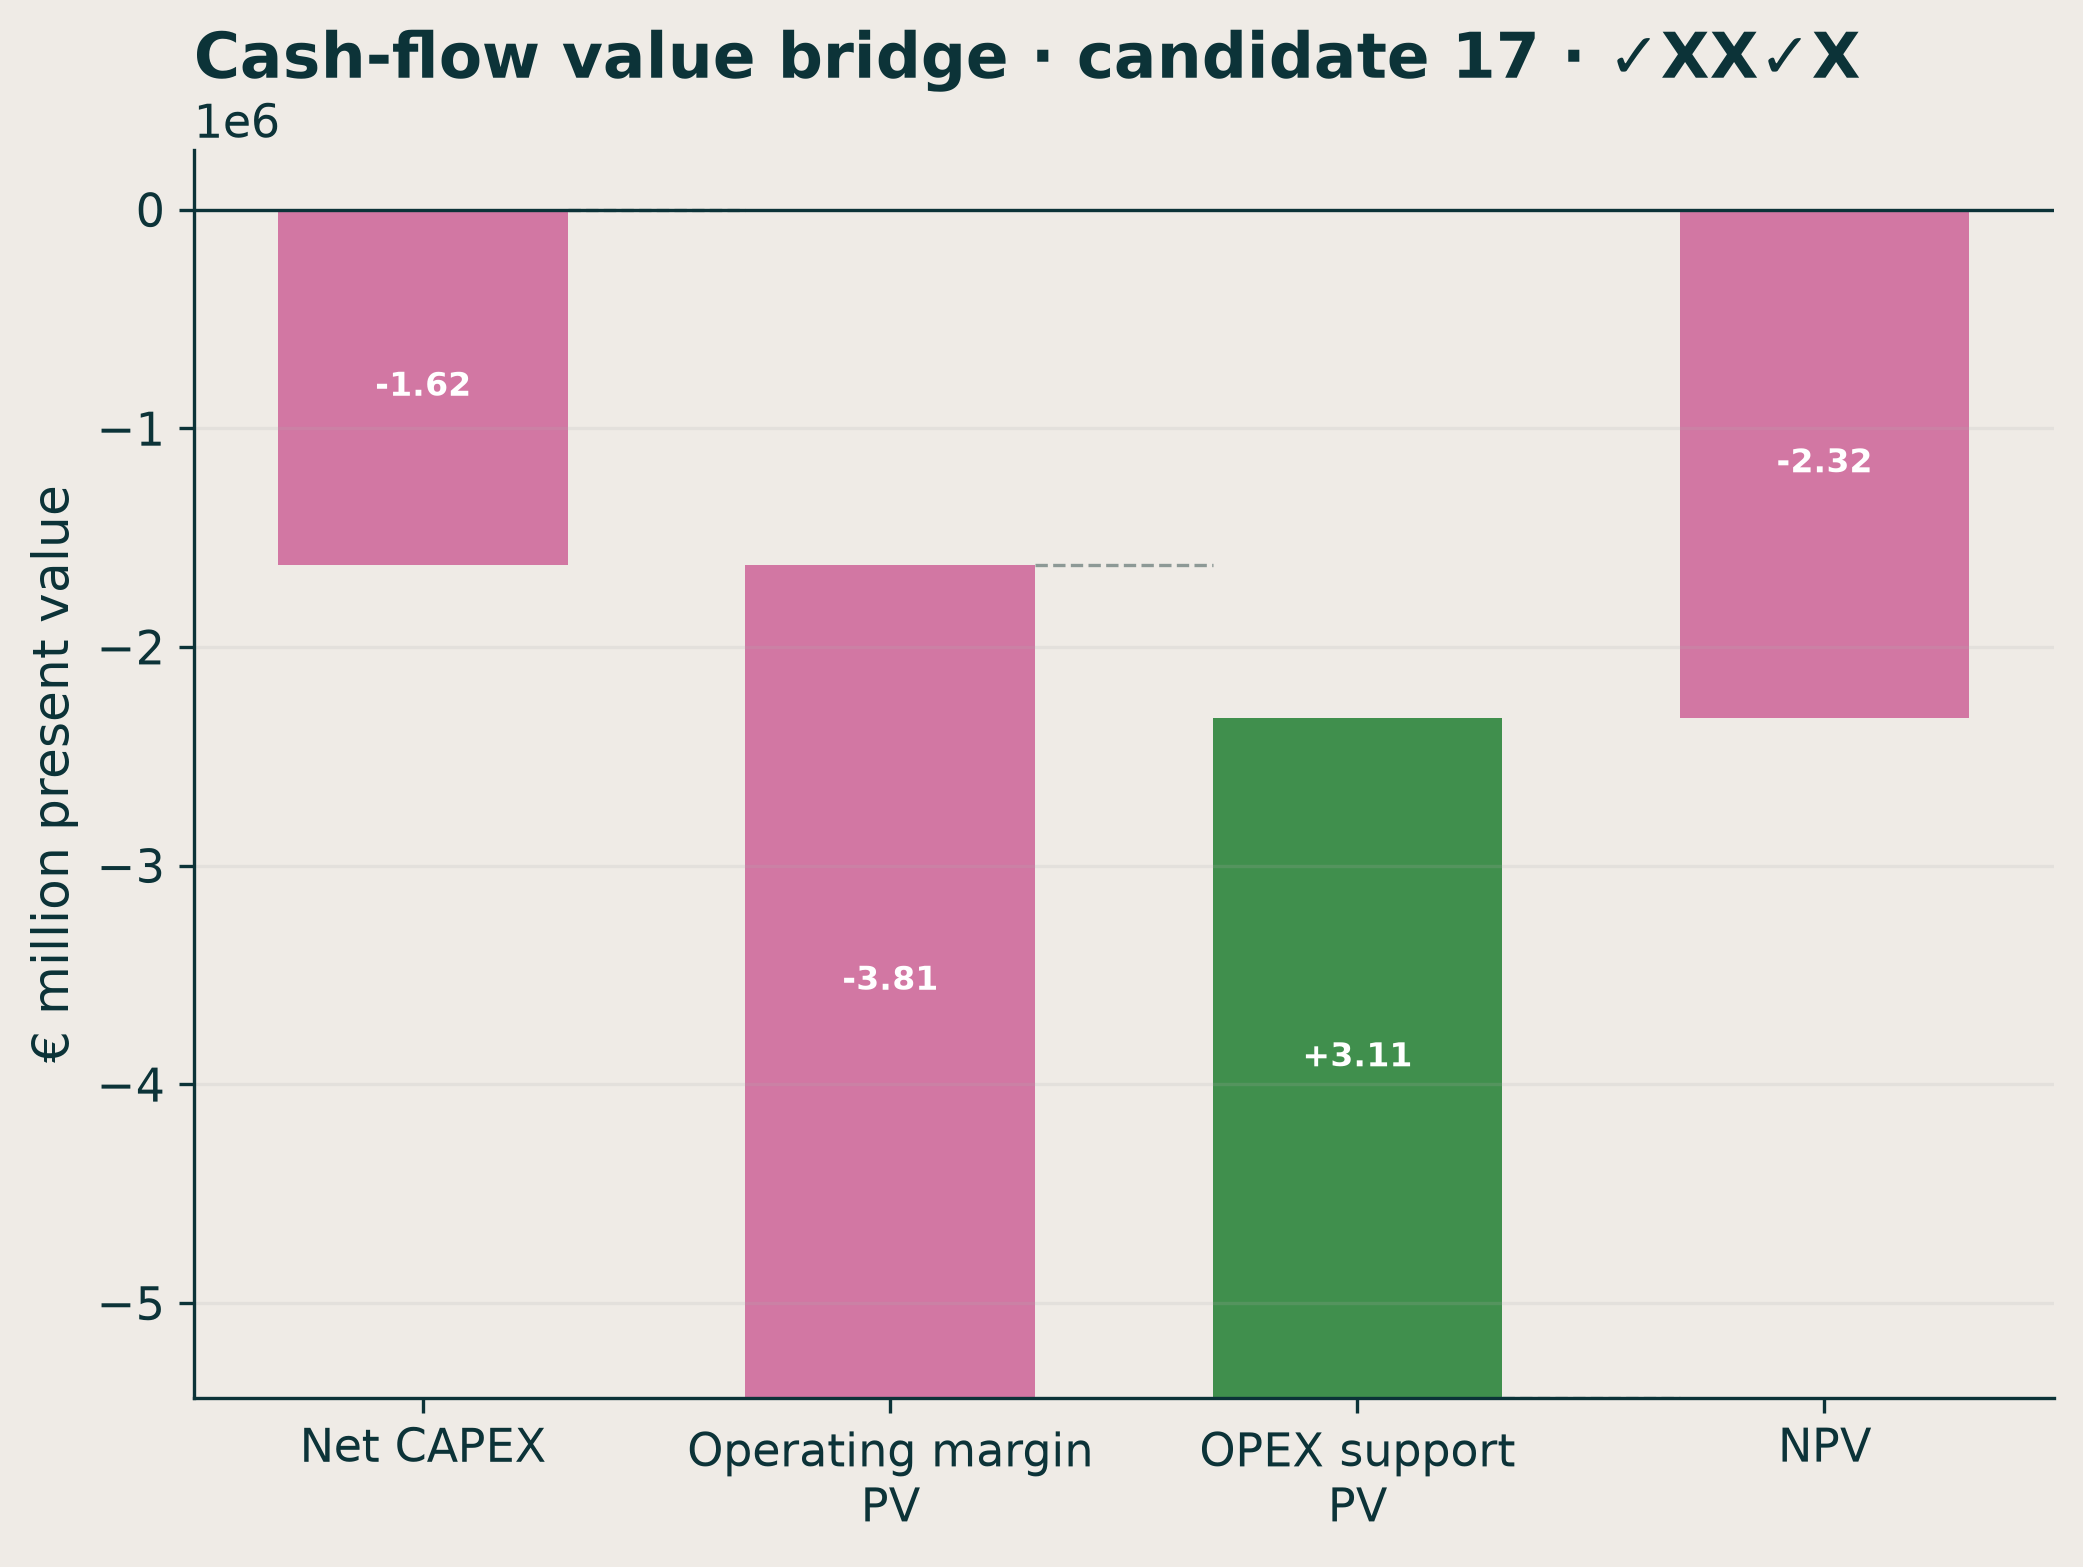 Cash-flow value bridge · candidate 17 · ✓XX✓X
1e6
€ million present value
0
−1
−2
−3
−4
−5
-1.62
-3.81
+3.11
-2.32
Net CAPEX
Operating margin
PV
OPEX support
PV
NPV